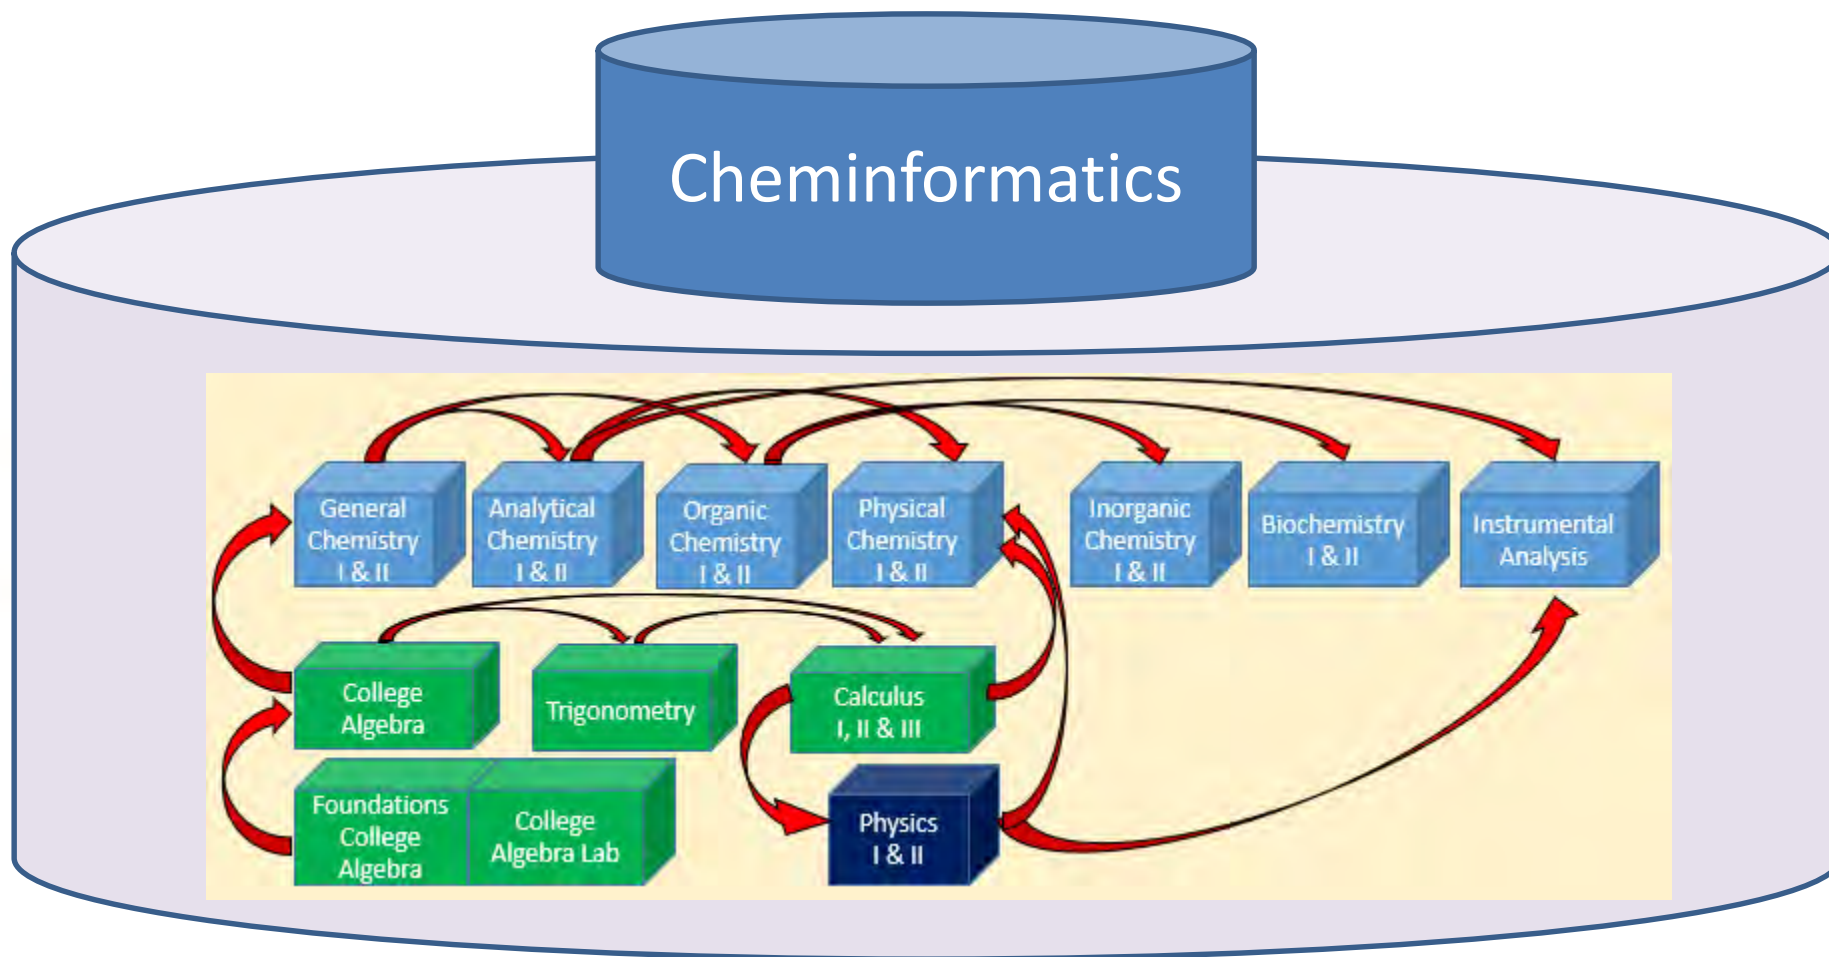 Cheminformatics
General
Chemistry
I & II
Analytical
Chemistry
I & II
Organic
Chemistry
I & II
Physical
Chemistry
I & II
Inorganic
Chemistry
I & II
Biochemistry
I & II
Instrumental
Analysis
College
Algebra
Trigonometry
Calculus
I, II & III
Foundations
College
Algebra
College
Algebra Lab
Physics
I & II